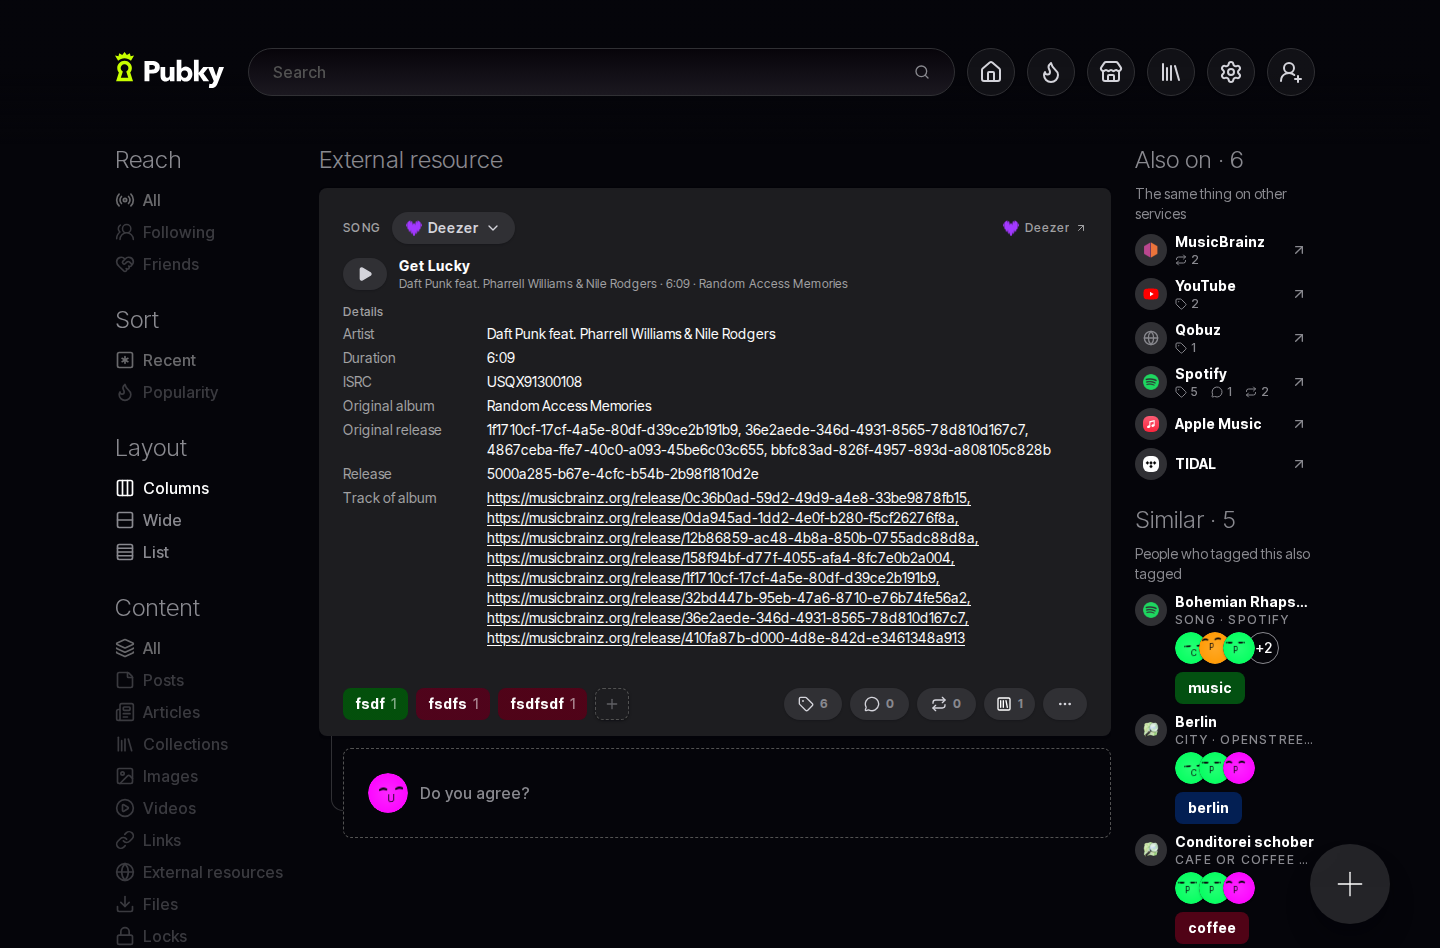 Pubky
Search
Reach
All
Following
Friends
Sort
Recent
Popularity
Layout
Columns
Wide
List
Content
All
Posts
Articles
Collections
Images
Videos
Links
External resources
Files
Locks
External resource
SONG
Deezer
Deezer
Get Lucky
Daft Punk feat. Pharrell Williams & Nile Rodgers · 6:09 · Random Access Memories
Details
Artist Daft Punk feat. Pharrell Williams & Nile Rodgers
Duration 6:09
ISRC USQX91300108
Original album Random Access Memories
Original release 1f1710cf-17cf-4a5e-80df-d39ce2b191b9, 36e2aede-346d-4931-8565-78d810d167c7,
4867ceba-ffe7-40c0-a093-45be6c03c655, bbfc83ad-826f-4957-893d-a808105c828b
Release 5000a285-b67e-4cfc-b54b-2b98f1810d2e
Track of album https://musicbrainz.org/release/0c36b0ad-59d2-49d9-a4e8-33be9878fb15,
https://musicbrainz.org/release/0da945ad-1dd2-4e0f-b280-f5cf26276f8a,
https://musicbrainz.org/release/12b86859-ac48-4b8a-850b-0755adc88d8a,
https://musicbrainz.org/release/158f94bf-d77f-4055-afa4-8fc7e0b2a004,
https://musicbrainz.org/release/1f1710cf-17cf-4a5e-80df-d39ce2b191b9,
https://musicbrainz.org/release/32bd447b-95eb-47a6-8710-e76b74fe56a2,
https://musicbrainz.org/release/36e2aede-346d-4931-8565-78d810d167c7,
https://musicbrainz.org/release/410fa87b-d000-4d8e-842d-e3461348a913
fsdf 1
fsdfs 1
fsdfsdf 1
6
0
0
1
U
Do you agree?
Also on · 6
The same thing on other
services
MusicBrainz
2
YouTube
2
Qobuz
1
Spotify
5 1 2
Apple Music
TIDAL
Similar · 5
People who tagged this also
tagged
Bohemian Rhaps...
SONG · SPOTIFY
C P P +2
music
Berlin
CITY · OPENSTREE...
C P P
berlin
Conditorei schober
CAFE OR COFFEE ...
P P P
coffee